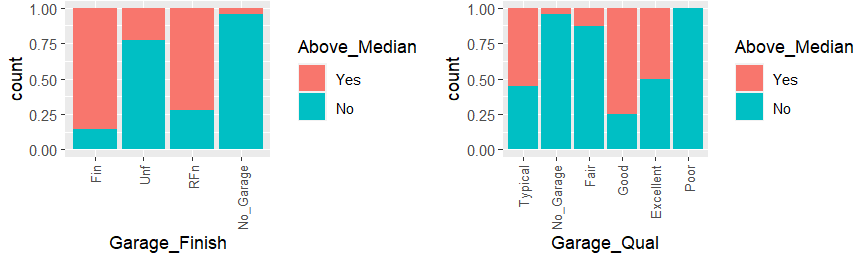 1.00
0.75
0.50
0.25
0.00
count
Fin
Unf
RFn
No_Garage
Garage_Finish
Above_Median
Yes
No
1.00
0.75
0.50
0.25
0.00
count
Typical
No_Garage
Fair
Good
Excellent
Poor
Garage_Qual
Above_Median
Yes
No